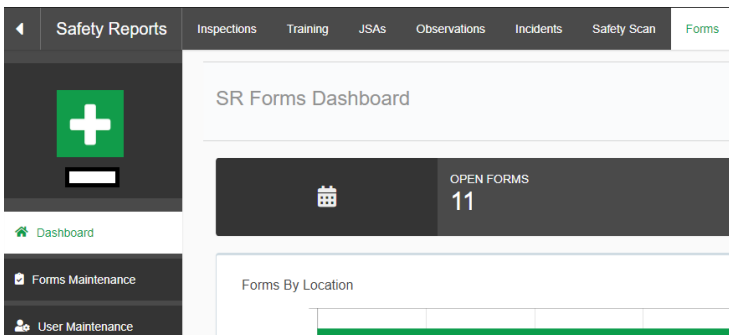 Safety Reports
Inspections Training JSAs Observations Incidents Safety Scan Forms
SR Forms Dashboard
OPEN FORMS
11
Dashboard
Forms Maintenance
User Maintenance
Forms By Location